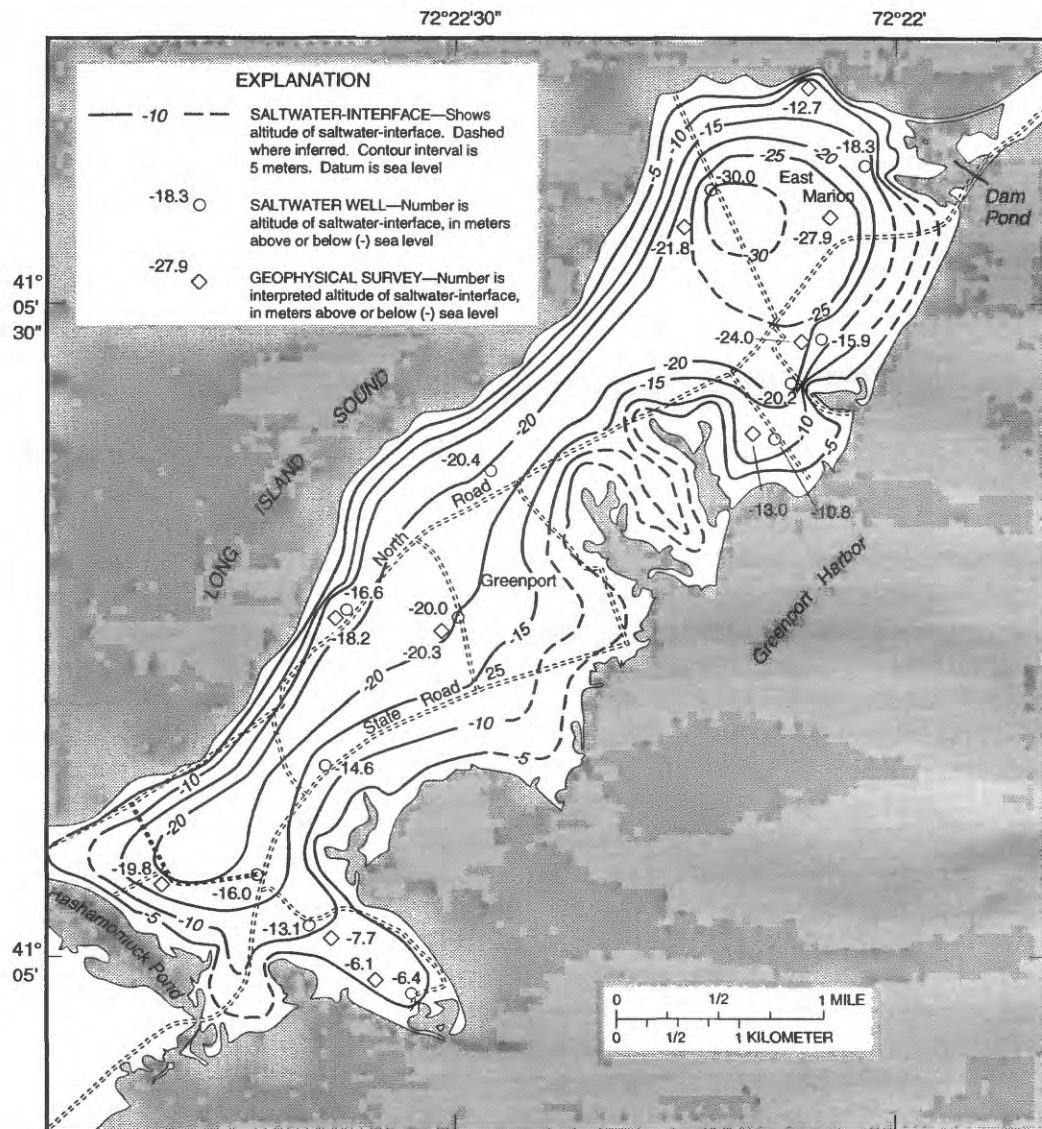 72°22'30"
72°22'
EXPLANATION
-10
SALTWATER-INTERFACE—Shows
altitude of saltwater-interface. Dashed
where inferred. Contour interval is
5 meters. Datum is sea level
-18.3
SALTWATER WELL—Number is
altitude of saltwater-interface, in meters
above or below (-) sea level
-27.9
GEOPHYSICAL SURVEY—Number is
interpreted altitude of saltwater-interface,
in meters above or below (-) sea level
41°
05'
30"
-12.7
-15
-10
-5
-18.3
-20
-25
-30.0
East
Marion
Dam
Pond
-21.8
-27.9
-30
-25
-24.0
-15.9
-20
-15
-20.2
-10
-5
-13.0
-10.8
LONG ISLAND SOUND
-20
-20.4
North Road
Greenport
Greenport Harbor
-16.6
-18.2
-20.0
-20.3
-15
-20
State Road 25
-10
-5
-14.6
-10
-20
-19.8
-16.0
-5
-10
-13.1
-7.7
-6.1
-6.4
Hashamomuck Pond
41°
05'
0 1/2 1 MILE
0 1/2 1 KILOMETER